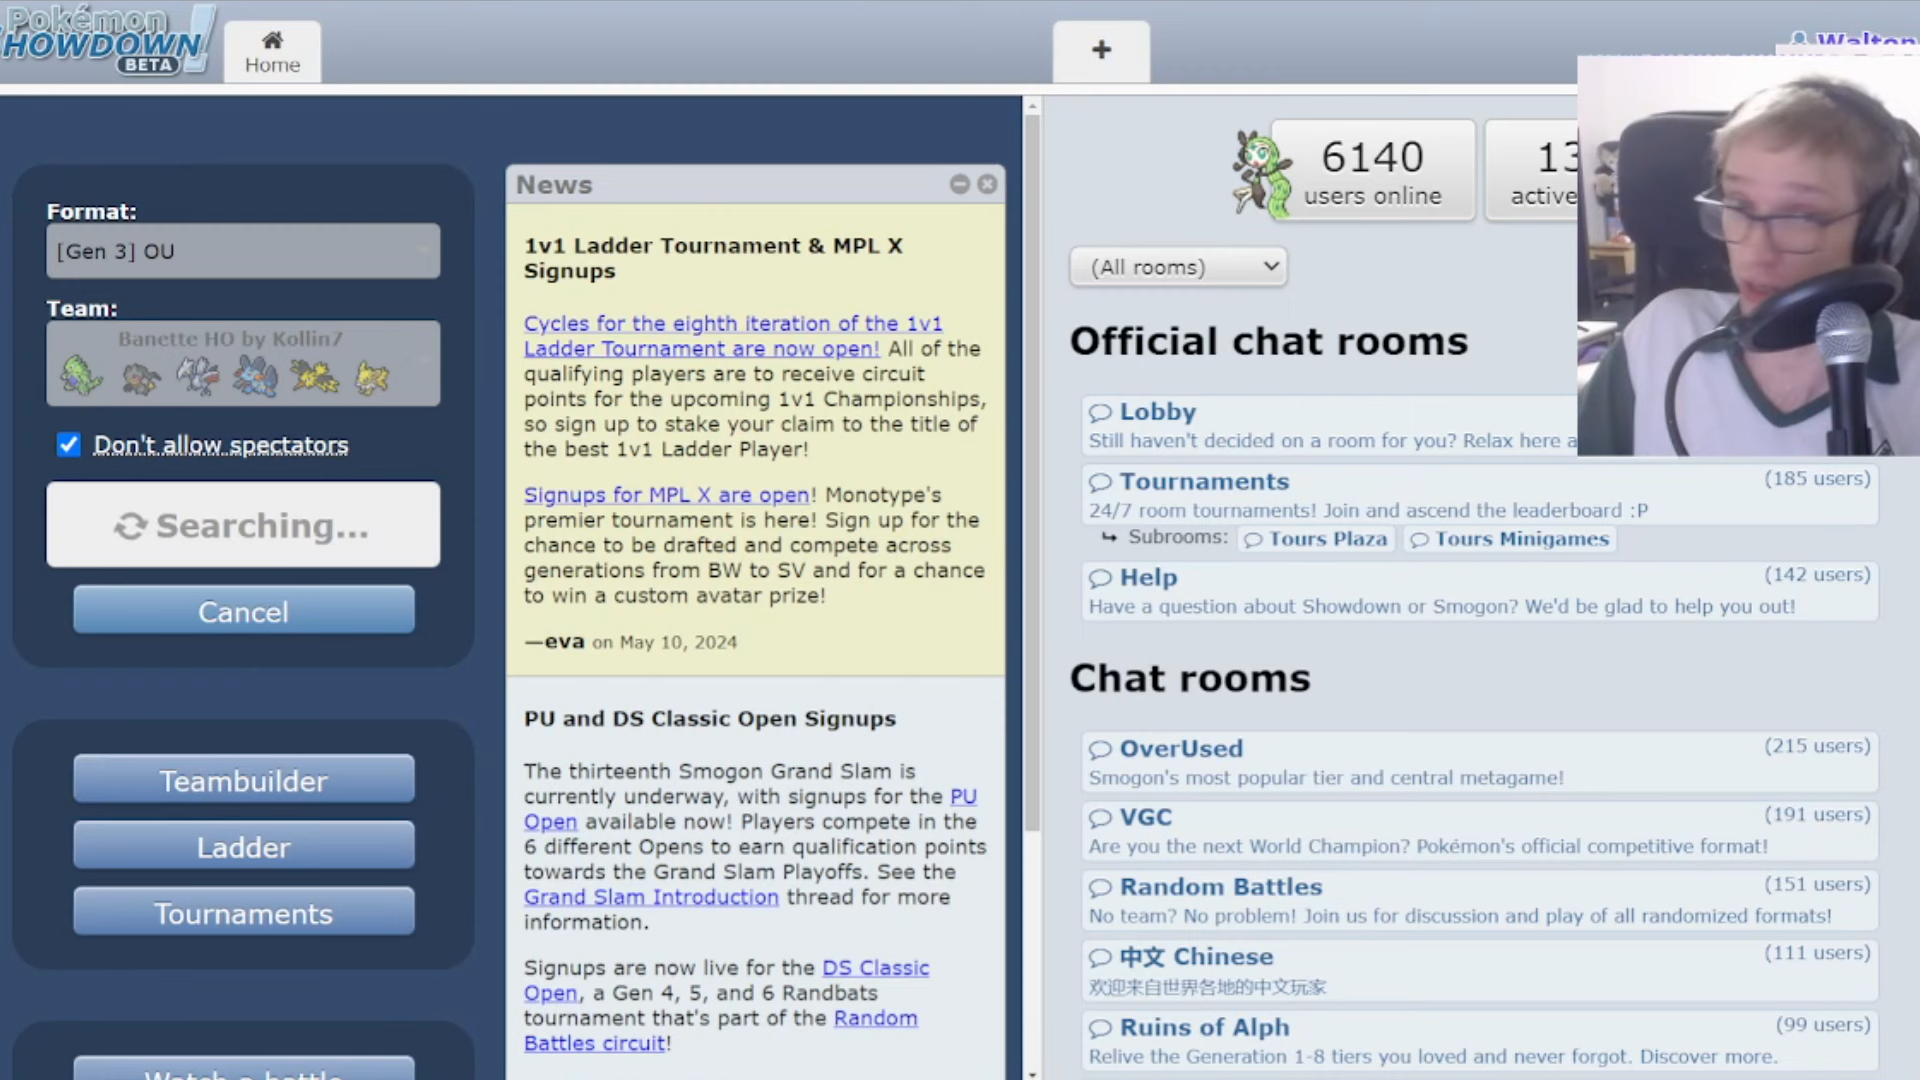 Pokémon
SHOWDOWN!
BETA
Home
+
Format:
[Gen 3] OU
Team:
Banette HO by Kollin7
Don't allow spectators
Searching...
Cancel
Teambuilder
Ladder
Tournaments
Watch a battle
News
1v1 Ladder Tournament & MPL X
Signups
Cycles for the eighth iteration of the 1v1
Ladder Tournament are now open! All of the
qualifying players are to receive circuit
points for the upcoming 1v1 Championships,
so sign up to stake your claim to the title of
the best 1v1 Ladder Player!
Signups for MPL X are open! Monotype's
premier tournament is here! Sign up for the
chance to be drafted and compete across
generations from BW to SV and for a chance
to win a custom avatar prize!
—eva on May 10, 2024
PU and DS Classic Open Signups
The thirteenth Smogon Grand Slam is
currently underway, with signups for the PU
Open available now! Players compete in the
6 different Opens to earn qualification points
towards the Grand Slam Playoffs. See the
Grand Slam Introduction thread for more
information.
Signups are now live for the DS Classic
Open, a Gen 4, 5, and 6 Randbats
tournament that's part of the Random
Battles circuit!
Walton
6140
users online
13
active
(All rooms)
Official chat rooms
Lobby
Still haven't decided on a room for you? Relax here a
Tournaments (185 users)
24/7 room tournaments! Join and ascend the leaderboard :P
↳ Subrooms: Tours Plaza Tours Minigames
Help (142 users)
Have a question about Showdown or Smogon? We'd be glad to help you out!
Chat rooms
OverUsed (215 users)
Smogon's most popular tier and central metagame!
VGC (191 users)
Are you the next World Champion? Pokémon's official competitive format!
Random Battles (151 users)
No team? No problem! Join us for discussion and play of all randomized formats!
中文 Chinese (111 users)
欢迎来自世界各地的中文玩家
Ruins of Alph (99 users)
Relive the Generation 1-8 tiers you loved and never forgot. Discover more.